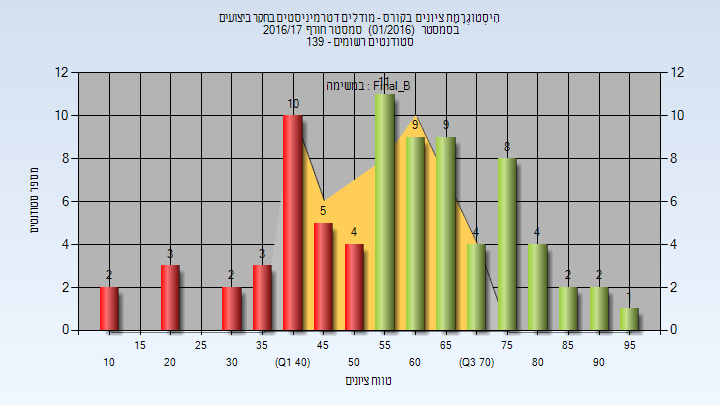 היסטוגרמת ציונים בקורס - מודלים דטרמיניסטים בחקר ביצועים
בסמסטר (01/2016) סמסטר חורף 2016/17
139 - סטודנטים רשומים
במשימה : Final_B
מספר סטודנטים
12 12
10 10
8 8
6 6
4 4
2 2
0 0
2 3 2 3 10 5 4 11 9 9 4 8 4 2 2 1
15 25 35 45 55 65 75 85 95
10 20 30 (Q1 40) 50 60 (Q3 70) 80 90
טווח ציונים